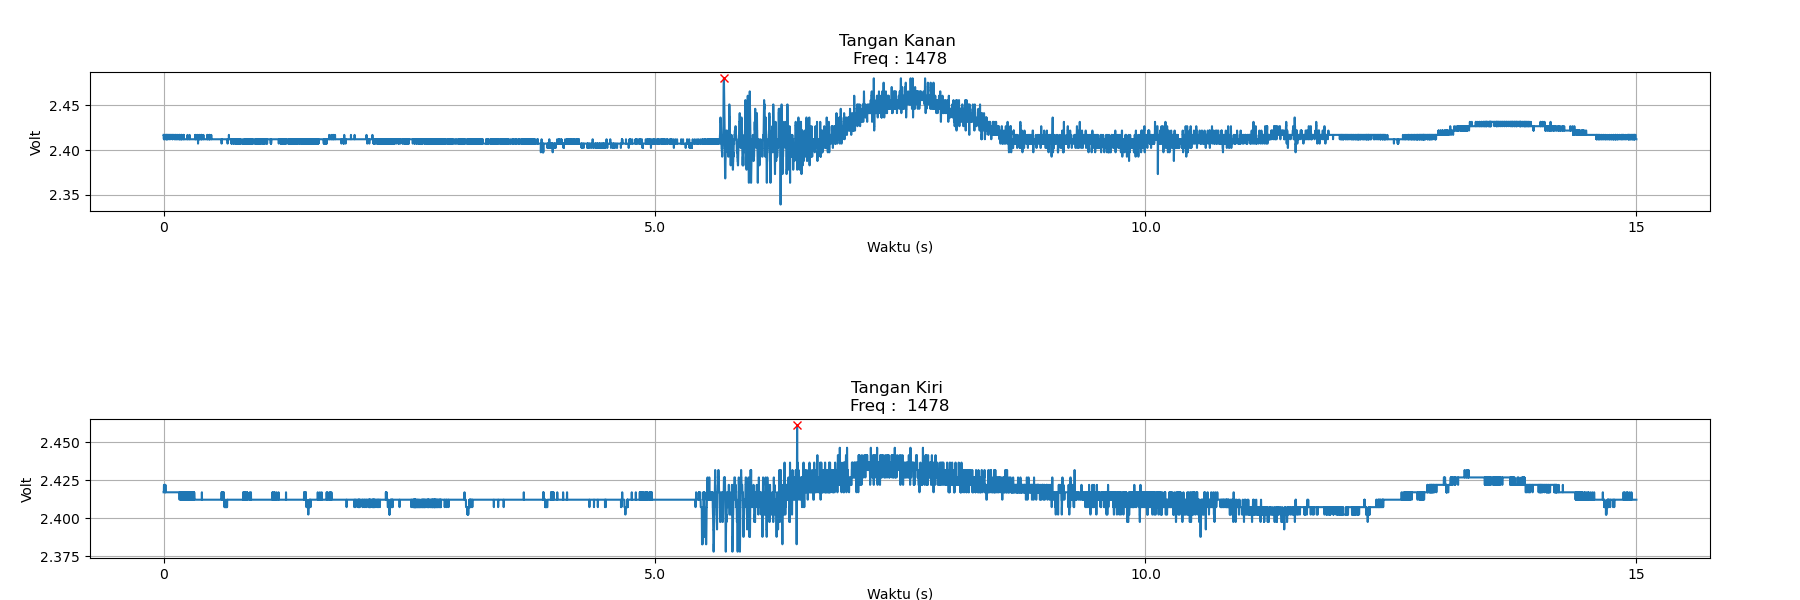 Tangan Kanan
Freq : 1478
2.45
2.40
2.35
Volt
0
5.0
10.0
15
Waktu (s)
Tangan Kiri
Freq :  1478
2.450
2.425
2.400
2.375
Volt
0
5.0
10.0
15
Waktu (s)